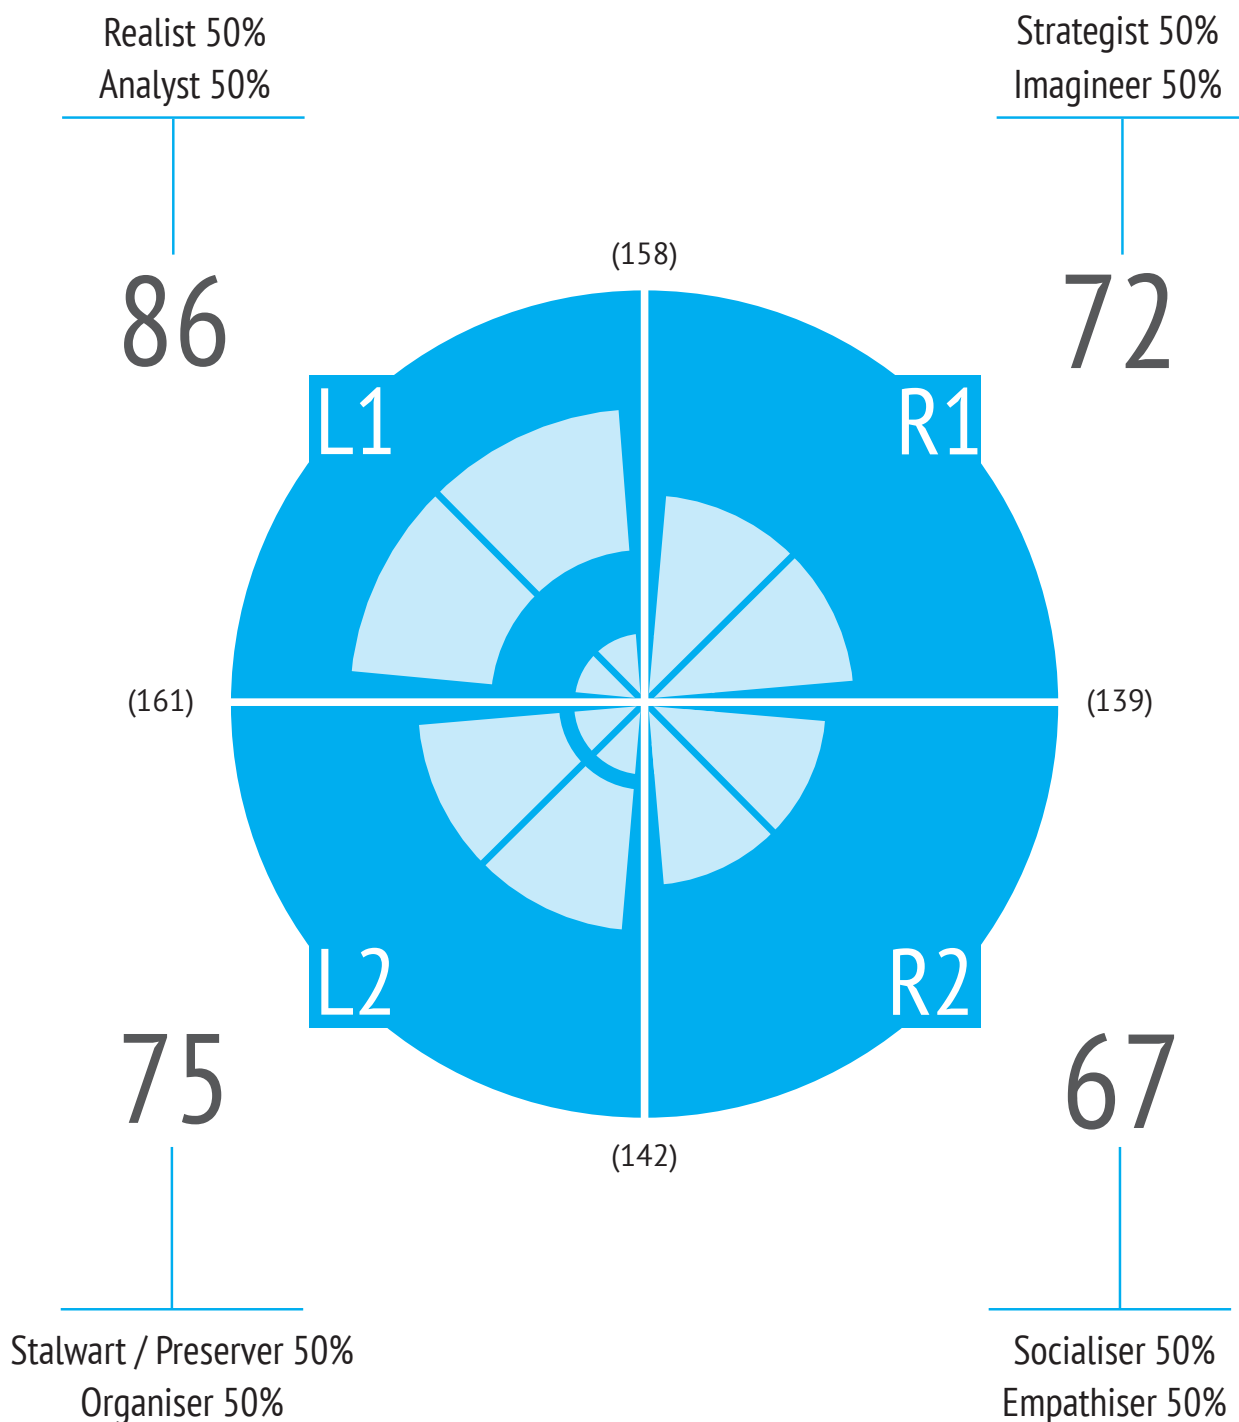 Realist 50%
Analyst 50%
Strategist 50%
Imagineer 50%
(158)
86
72
L1
R1
(161)
(139)
L2
R2
75
67
(142)
Stalwart / Preserver 50%
Organiser 50%
Socialiser 50%
Empathiser 50%